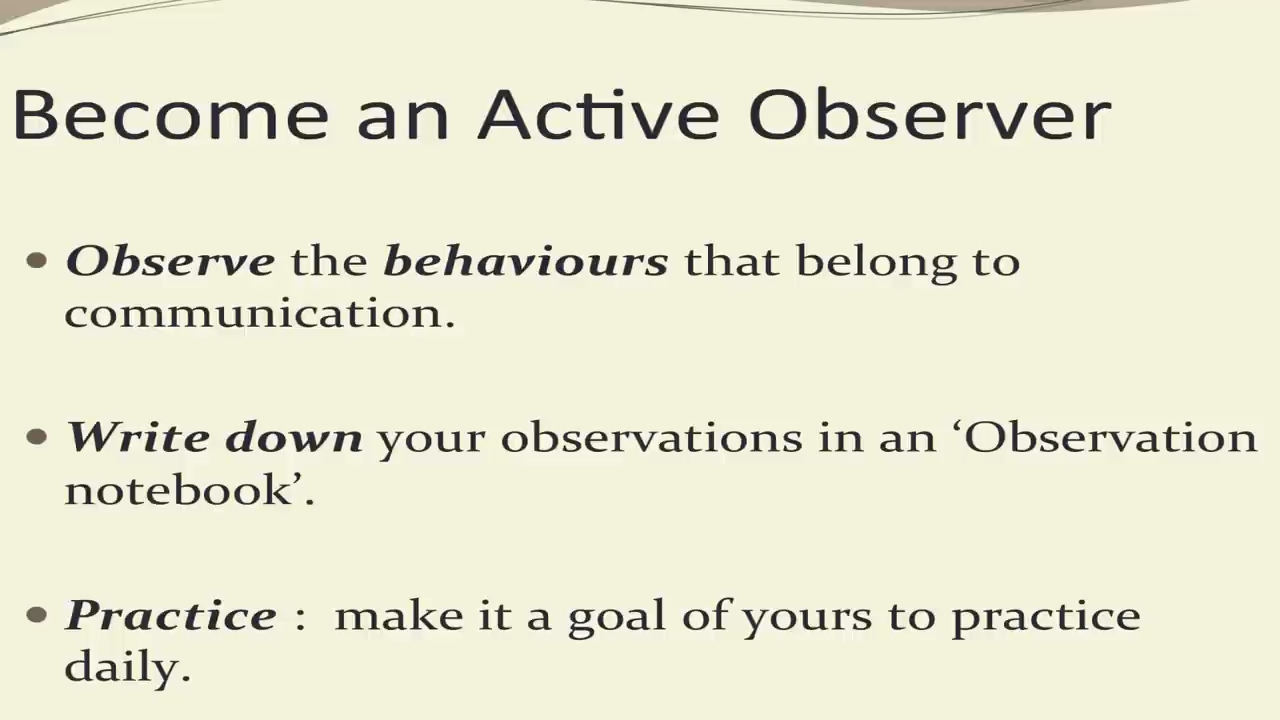 Become an Active Observer
• Observe the behaviours that belong to
communication.
• Write down your observations in an ‘Observation
notebook’.
• Practice :  make it a goal of yours to practice
daily.